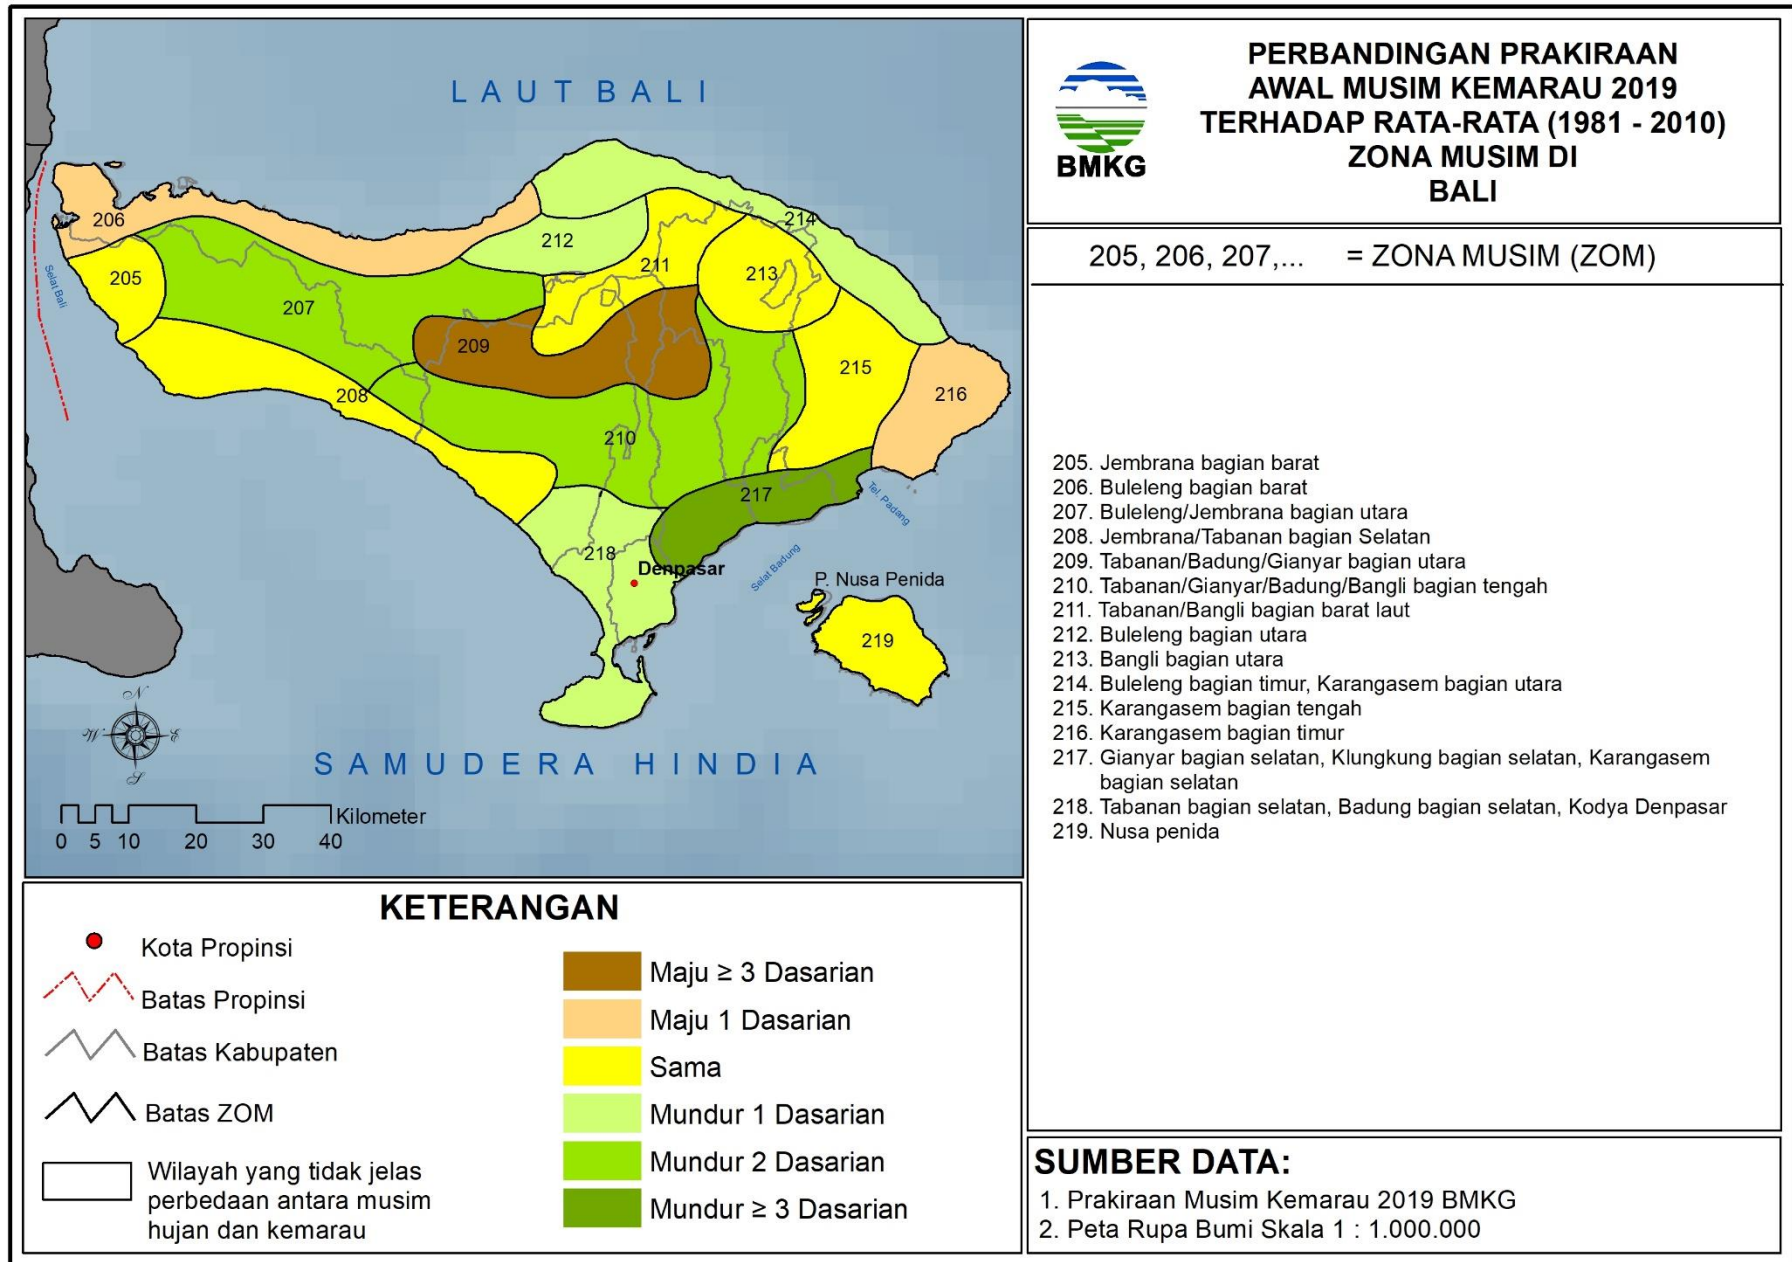 LAUT BALI
206
205
207
212
211
214
213
209
208
215
216
210
217
218
Denpasar
P. Nusa Penida
219
Selat Bali
Tel. Padang
Selat Badung
N
W
E
S
SAMUDERA HINDIA
Kilometer
0 5 10 20 30 40
BMKG
PERBANDINGAN PRAKIRAAN
AWAL MUSIM KEMARAU 2019
TERHADAP RATA-RATA (1981 - 2010)
ZONA MUSIM DI
BALI
205, 206, 207,... = ZONA MUSIM (ZOM)
205. Jembrana bagian barat
206. Buleleng bagian barat
207. Buleleng/Jembrana bagian utara
208. Jembrana/Tabanan bagian Selatan
209. Tabanan/Badung/Gianyar bagian utara
210. Tabanan/Gianyar/Badung/Bangli bagian tengah
211. Tabanan/Bangli bagian barat laut
212. Buleleng bagian utara
213. Bangli bagian utara
214. Buleleng bagian timur, Karangasem bagian utara
215. Karangasem bagian tengah
216. Karangasem bagian timur
217. Gianyar bagian selatan, Klungkung bagian selatan, Karangasem
bagian selatan
218. Tabanan bagian selatan, Badung bagian selatan, Kodya Denpasar
219. Nusa penida
KETERANGAN
Kota Propinsi
Batas Propinsi
Batas Kabupaten
Batas ZOM
Wilayah yang tidak jelas
perbedaan antara musim
hujan dan kemarau
Maju ≥ 3 Dasarian
Maju 1 Dasarian
Sama
Mundur 1 Dasarian
Mundur 2 Dasarian
Mundur ≥ 3 Dasarian
SUMBER DATA:
1. Prakiraan Musim Kemarau 2019 BMKG
2. Peta Rupa Bumi Skala 1 : 1.000.000